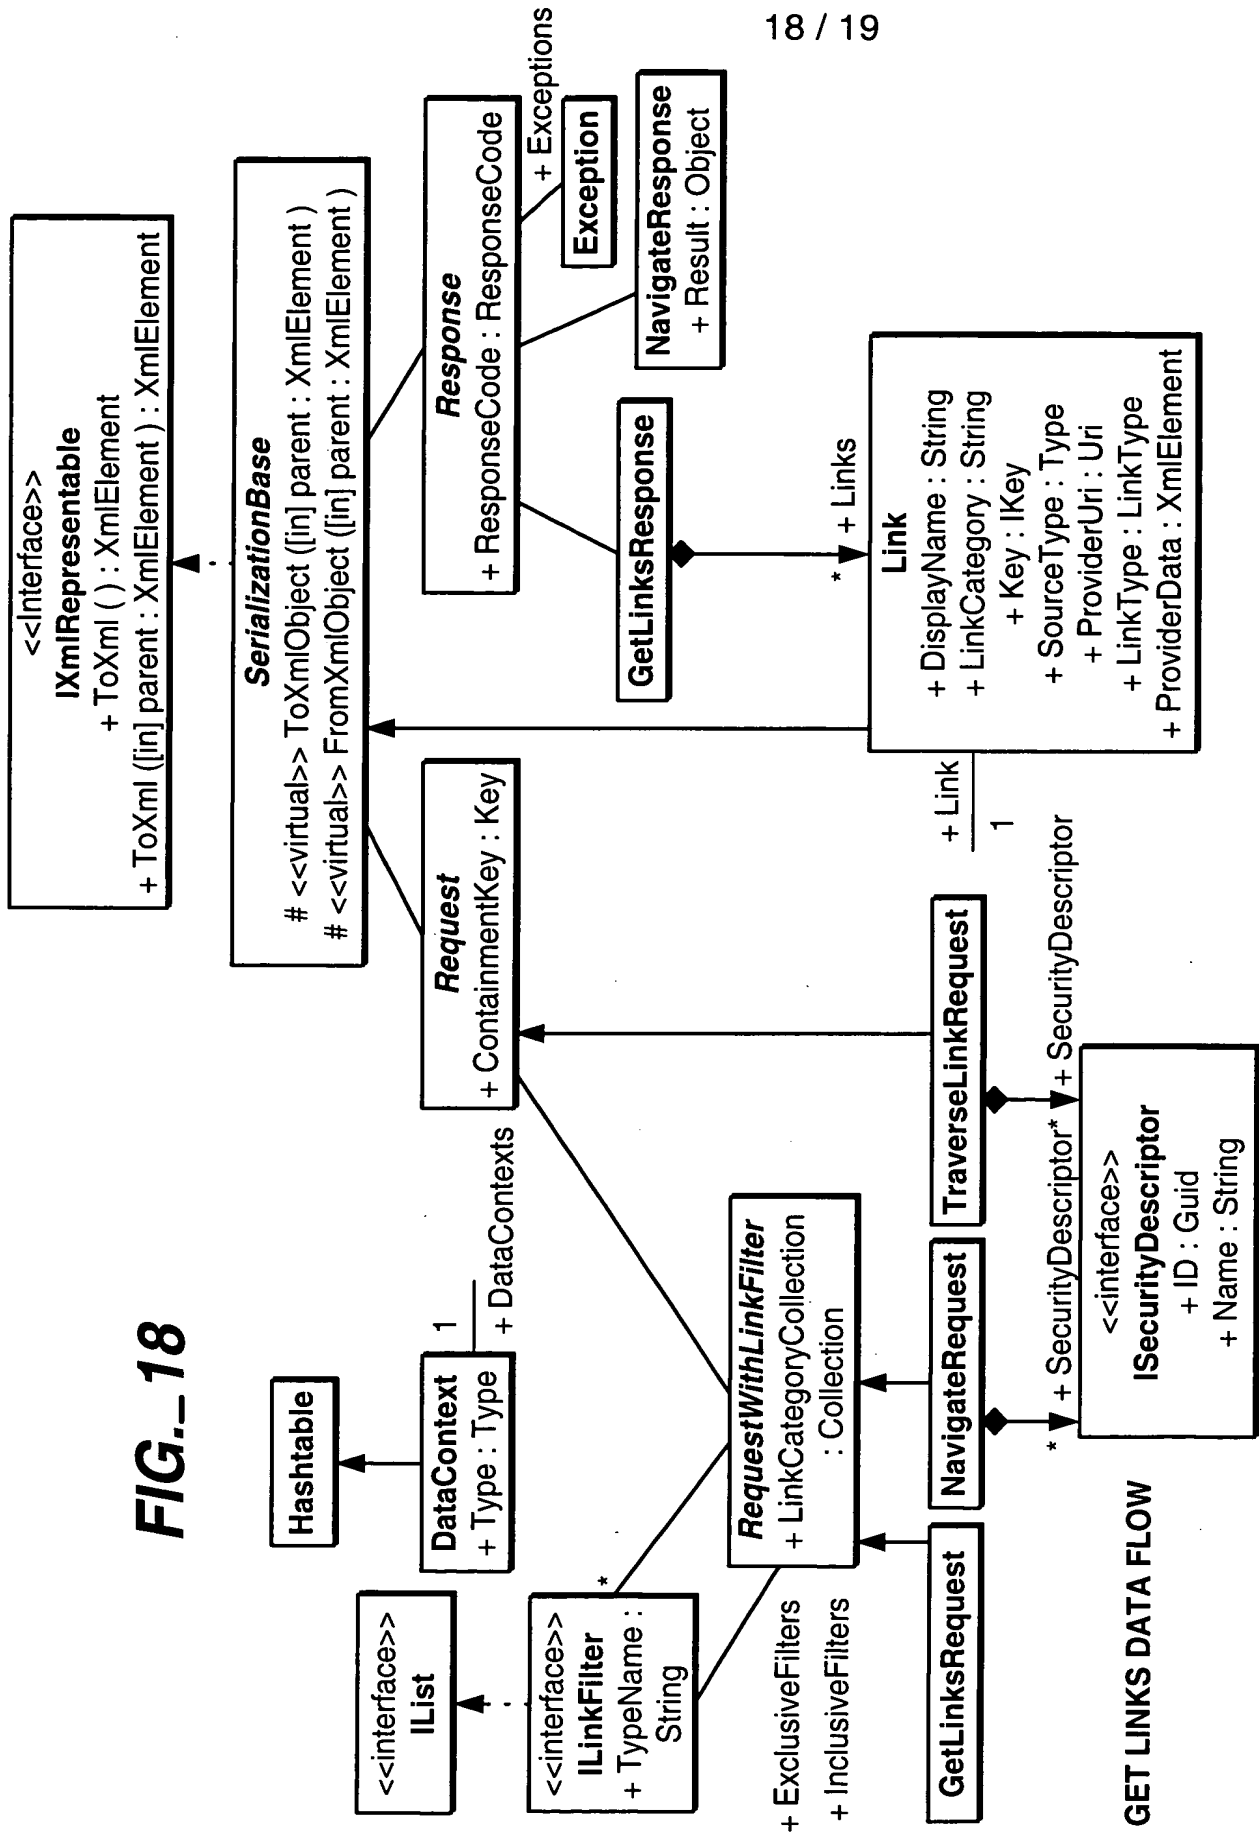 18 / 19
FIG._18
<<Interface>>
IXmlRepresentable
+ ToXml ( ) : XmlElement
+ ToXml ([in] parent : XmlElement ) : XmlElement
SerializationBase
# <<virtual>> ToXmlObject ([in] parent : XmlElement )
# <<virtual>> FromXmlObject ([in] parent : XmlElement )
Hashtable
DataContext
+ Type : Type
1
+ DataContexts
Request
+ ContainmentKey : Key
Response
+ ResponseCode : ResponseCode
+ Exceptions
Exception
NavigateResponse
+ Result : Object
GetLinksResponse
* + Links
<<interface>>
IList
<<interface>>
ILinkFilter
+ TypeName :
String
*
+ ExclusiveFilters
+ InclusiveFilters
RequestWithLinkFilter
+ LinkCategoryCollection
: Collection
Link
+ DisplayName : String
+ LinkCategory : String
+ Key : IKey
+ SourceType : Type
+ ProviderUri : Uri
+ LinkType : LinkType
+ ProviderData : XmlElement
+ Link
1
GetLinksRequest
NavigateRequest
TraverseLinkRequest
* + SecurityDescriptor
* + SecurityDescriptor
<<interface>>
ISecurityDescriptor
+ ID : Guid
+ Name : String
GET LINKS DATA FLOW